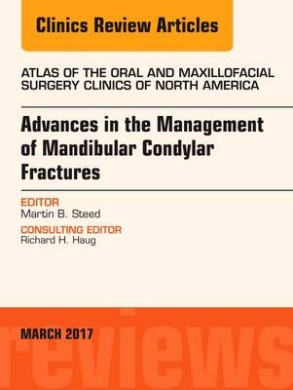 Clinics Review Articles
ATLAS OF THE ORAL AND MAXILLOFACIAL
SURGERY CLINICS OF NORTH AMERICA
Advances in the Management
of Mandibular Condylar
Fractures
EDITOR
Martin B. Steed
CONSULTING EDITOR
Richard H. Haug
MARCH 2017
reviews